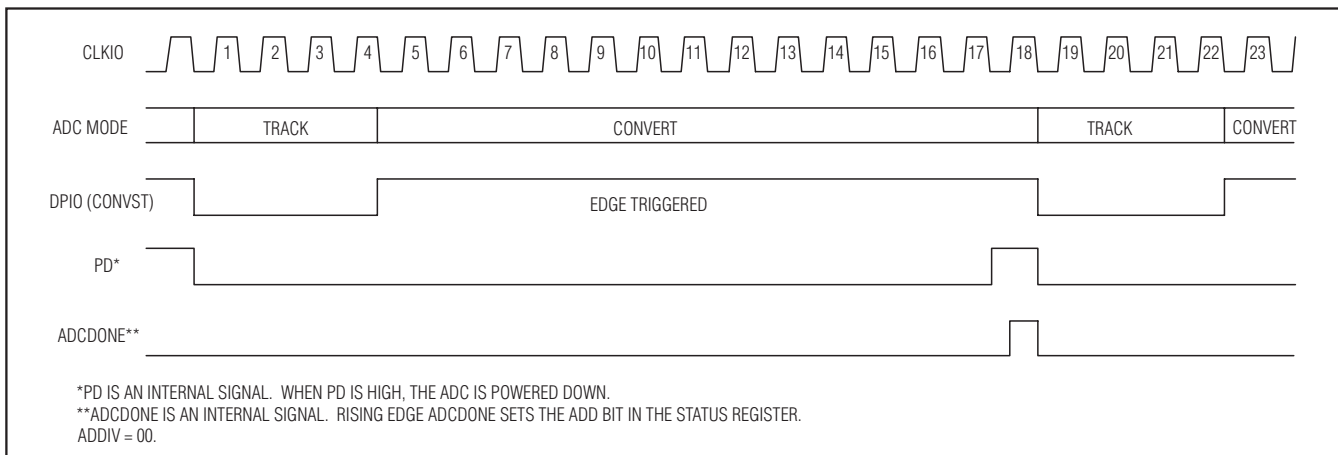 CLKIO 1 2 3 4 5 6 7 8 9 10 11 12 13 14 15 16 17 18 19 20 21 22 23
ADC MODE TRACK CONVERT TRACK CONVERT
DPIO (CONVST) EDGE TRIGGERED
PD*
ADCDONE**
*PD IS AN INTERNAL SIGNAL. WHEN PD IS HIGH, THE ADC IS POWERED DOWN.
**ADCDONE IS AN INTERNAL SIGNAL. RISING EDGE ADCDONE SETS THE ADD BIT IN THE STATUS REGISTER.
ADDIV = 00.